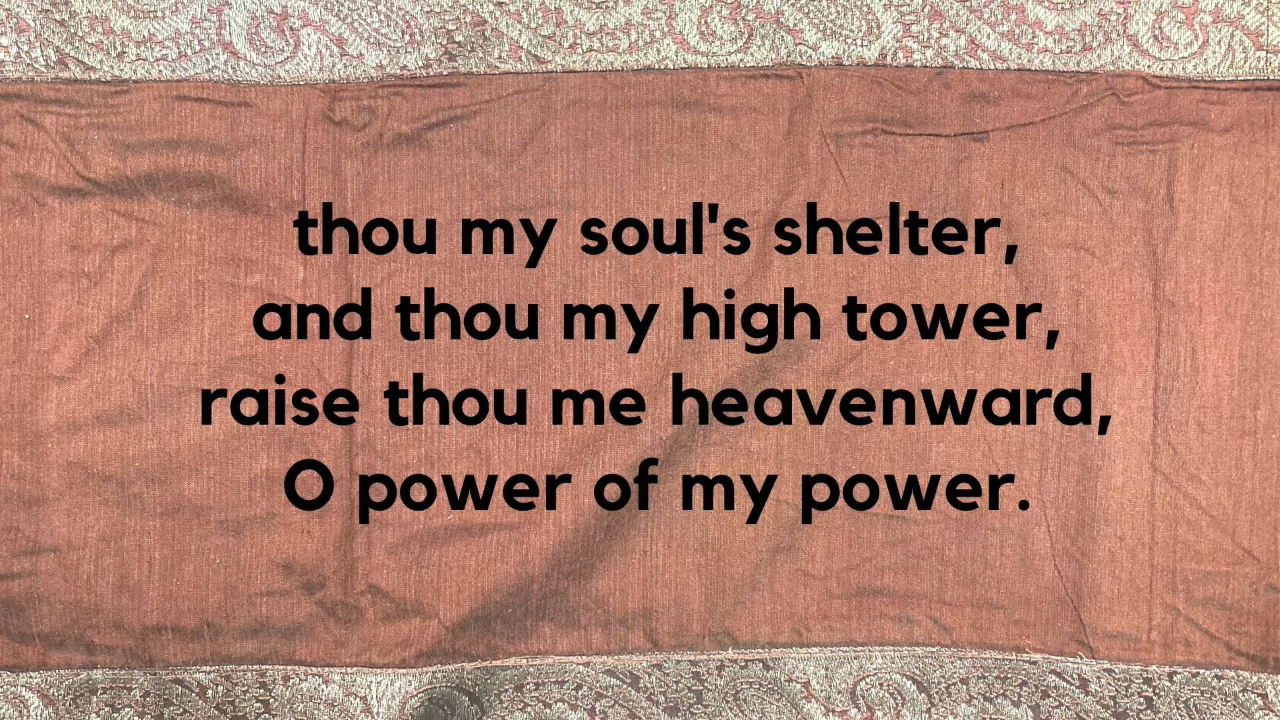 thou my soul's shelter,
and thou my high tower,
raise thou me heavenward,
O power of my power.